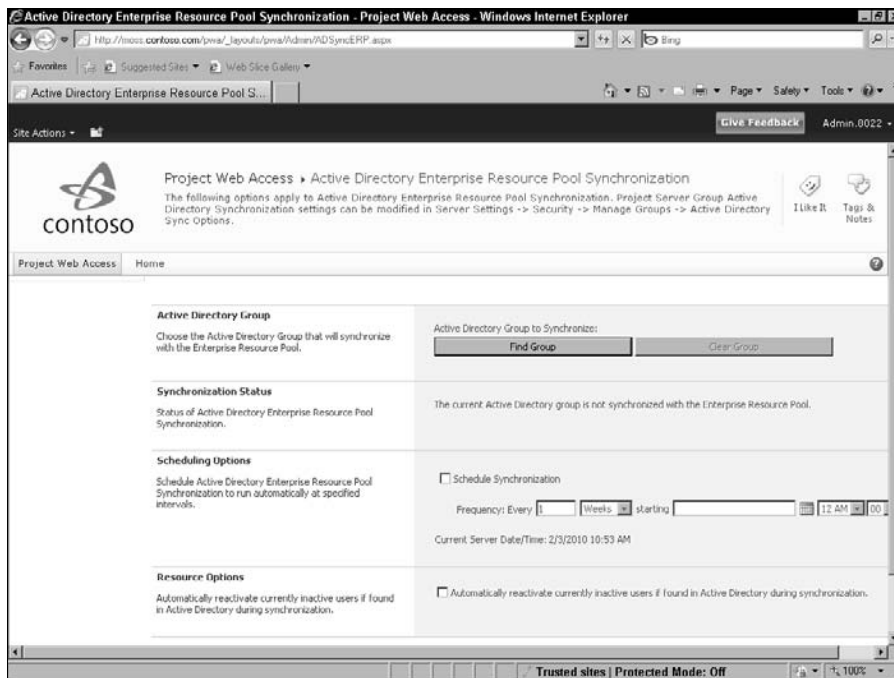 Active Directory Enterprise Resource Pool Synchronization - Project Web Access - Windows Internet Explorer
http://moss.contoso.com/pwa/_layouts/pwa/Admin/ADSyncERP.aspx
Bing
Favorites Suggested Sites Web Slice Gallery
Active Directory Enterprise Resource Pool S... Page Safety Tools
Site Actions Give Feedback Admin.0022
contoso
Project Web Access Active Directory Enterprise Resource Pool Synchronization
The following options apply to Active Directory Enterprise Resource Pool Synchronization. Project Server Group Active
Directory Synchronization settings can be modified in Server Settings -> Security -> Manage Groups -> Active Directory
Sync Options.
I Like It Tags &
Notes
Project Web Access Home
Active Directory Group
Choose the Active Directory Group that will synchronize
with the Enterprise Resource Pool.
Active Directory Group to Synchronize:
Find Group Clear Group
Synchronization Status
Status of Active Directory Enterprise Resource Pool
Synchronization.
The current Active Directory group is not synchronized with the Enterprise Resource Pool.
Scheduling Options
Schedule Active Directory Enterprise Resource Pool
Synchronization to run automatically at specified
intervals.
Schedule Synchronization
Frequency: Every 1 Weeks starting 12 AM 00
Current Server Date/Time: 2/3/2010 10:53 AM
Resource Options
Automatically reactivate currently inactive users if found
in Active Directory during synchronization.
Automatically reactivate currently inactive users if found in Active Directory during synchronization.
Trusted sites | Protected Mode: Off 100%